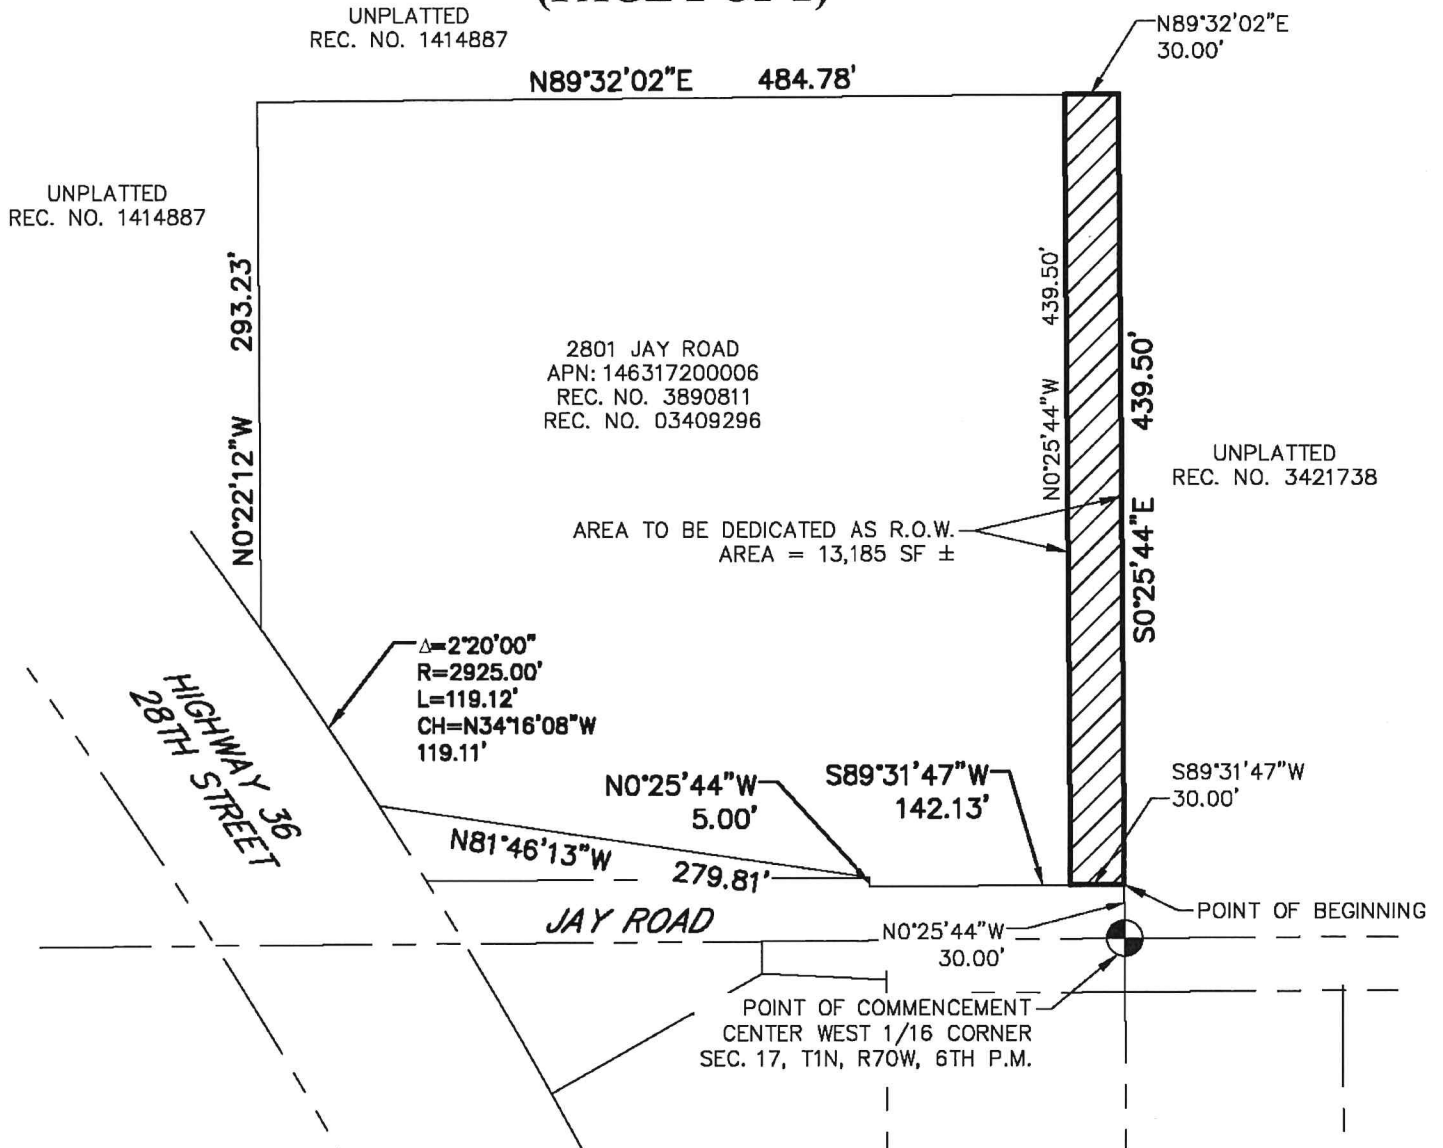 UNPLATTED
REC. NO. 1414887
N89°32'02"E
30.00'
N89°32'02"E 484.78'
UNPLATTED
REC. NO. 1414887
N0°22'12"W 293.23'
2801 JAY ROAD
APN: 146317200006
REC. NO. 3890811
REC. NO. 03409296
N0°25'44"W 439.50'
S0°25'44"E 439.50'
UNPLATTED
REC. NO. 3421738
AREA TO BE DEDICATED AS R.O.W.
AREA = 13,185 SF ±
Δ=2°20'00"
R=2925.00'
L=119.12'
CH=N34°16'08"W
119.11'
HIGHWAY 36
28TH STREET
N0°25'44"W
5.00'
S89°31'47"W
142.13'
S89°31'47"W
30.00'
N81°46'13"W 279.81'
JAY ROAD
POINT OF BEGINNING
N0°25'44"W
30.00'
POINT OF COMMENCEMENT
CENTER WEST 1/16 CORNER
SEC. 17, T1N, R70W, 6TH P.M.